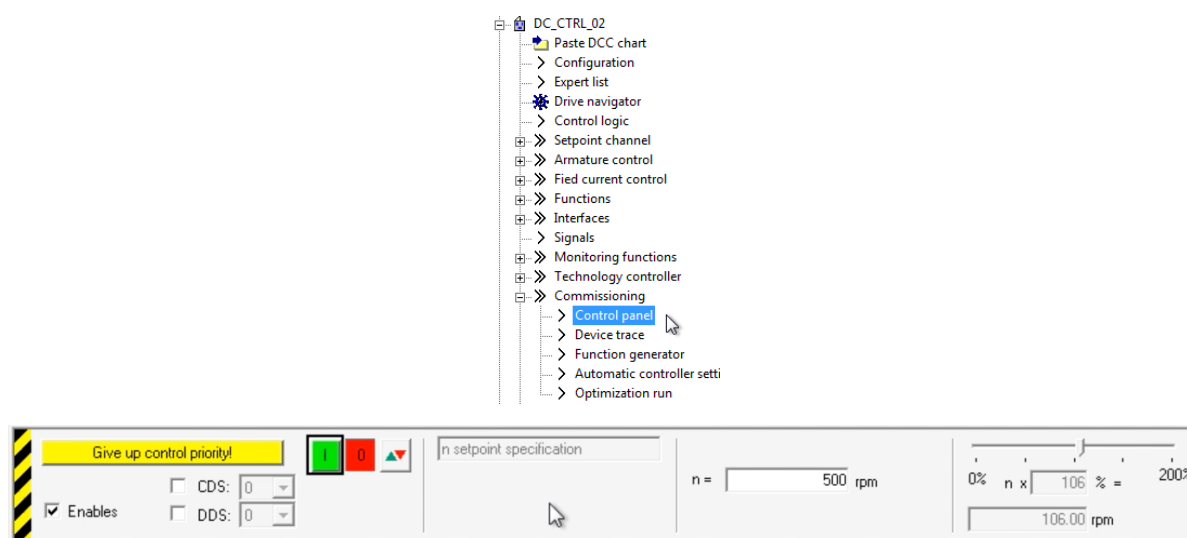 DC_CTRL_02
Paste DCC chart
Configuration
Expert list
Drive navigator
Control logic
Setpoint channel
Armature control
Fied current control
Functions
Interfaces
Signals
Monitoring functions
Technology controller
Commissioning
Control panel
Device trace
Function generator
Automatic controller setti
Optimization run
Give up control priority!
I 0
n setpoint specification
Enables
CDS: 0
DDS: 0
n = 500 rpm
0% 200%
n x 106 % =
106.00 rpm